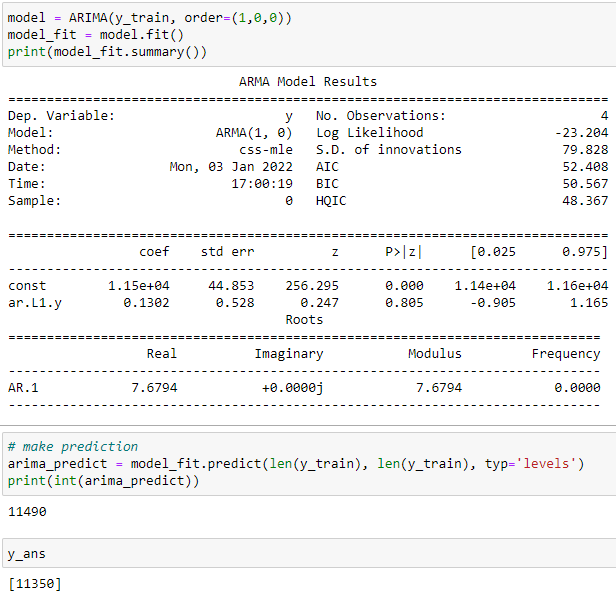 model = ARIMA(y_train, order=(1,0,0))
model_fit = model.fit()
print(model_fit.summary())
ARMA Model Results
==============================================================================
Dep. Variable:                      y   No. Observations:                    4
Model:                     ARMA(1, 0)   Log Likelihood                 -23.204
Method:                       css-mle   S.D. of innovations             79.828
Date:                Mon, 03 Jan 2022   AIC                             52.408
Time:                        17:00:19   BIC                             50.567
Sample:                             0   HQIC                            48.367
==============================================================================
coef    std err          z      P>|z|      [0.025      0.975]
------------------------------------------------------------------------------
const       1.15e+04     44.853    256.295      0.000    1.14e+04    1.16e+04
ar.L1.y       0.1302      0.528      0.247      0.805      -0.905       1.165
Roots
=============================================================================
Real          Imaginary           Modulus         Frequency
-----------------------------------------------------------------------------
AR.1            7.6794           +0.0000j            7.6794            0.0000
-----------------------------------------------------------------------------
# make prediction
arima_predict = model_fit.predict(len(y_train), len(y_train), typ='levels')
print(int(arima_predict))
11490
y_ans
[11350]